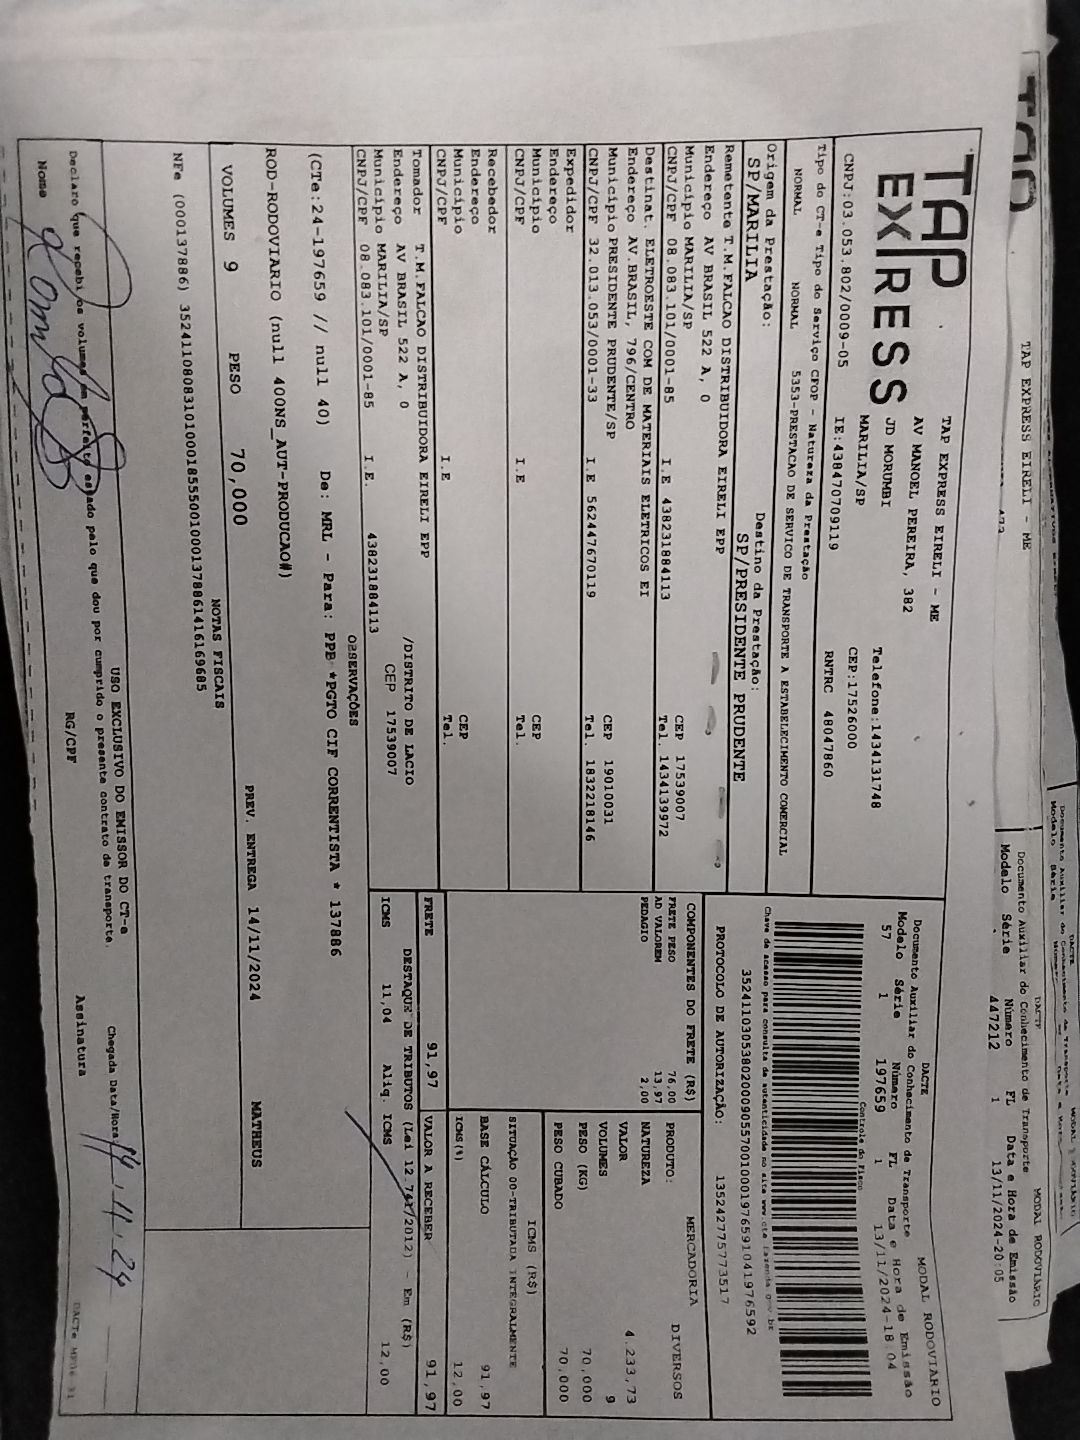 TAP EXPRESS EIRELI - ME
Documento Auxiliar do Conhecimento de Transporte
MODAL RODOVIARIO
Modelo Série Número FL Data e Hora de Emissão
447212 1 13/11/2024-20:05
TAP
EXPRESS
TAP EXPRESS EIRELI - ME
AV MANOEL PEREIRA, 382
JD MORUMBI
MARILIA/SP
IE:438470709119
Telefone:1434131748
CEP:17526000
RNTRC 48047860
CNPJ:03.053.802/0009-05
DACTE
MODAL RODOVIARIO
Documento Auxiliar do Conhecimento de Transporte
Modelo Série Número FL Data e Hora de Emissão
57 1 197659 1 13/11/2024-18:04
Controle do Fisco
Chave de acesso para consulta de autenticidade no site www.cte.fazenda.gov.br
PROTOCOLO DE AUTORIZAÇÃO: 135242775773517
Tipo do CT-e Tipo do Serviço CFOP - Natureza da Prestação
NORMAL NORMAL 5353-PRESTACAO DE SERVICO DE TRANSPORTE A ESTABELECIMENTO COMERCIAL
Origem da Prestação: Destino da Prestação:
SP/MARILIA SP/PRESIDENTE PRUDENTE
Remetente T.M.FALCAO DISTRIBUIDORA EIRELI EPP
Endereço AV BRASIL 522 A, 0
Município MARILIA/SP CEP 17539007
CNPJ/CPF 08.083.101/0001-85 I.E 438231884113 Tel. 1434139972
Destinat. ELETROESTE COM DE MATERIAIS ELETRICOS EI
Endereço AV.BRASIL, 796/CENTRO
Município PRESIDENTE PRUDENTE/SP CEP 19010031
CNPJ/CPF 32.013.053/0001-33 I.E 562447670119 Tel. 1832218146
Expedidor
Endereço
Município CEP
CNPJ/CPF I.E Tel.
Recebedor
Endereço
Município CEP
CNPJ/CPF I.E Tel.
Tomador T.M.FALCAO DISTRIBUIDORA EIRELI EPP
Endereço AV BRASIL 522 A, 0 /DISTRITO DE LACIO
Município MARILIA/SP CEP 17539007
CNPJ/CPF 08.083.101/0001-85 I.E. 438231884113
COMPONENTES DO FRETE (R$)
FRETE PESO 76,00
AD VALOREM 13,97
PEDAGIO 2,00
MERCADORIA
PRODUTO: DIVERSOS
NATUREZA
VALOR 4.233,73
VOLUMES 9
PESO (KG) 70,000
PESO CUBADO 70,000
ICMS (R$)
SITUAÇÃO 00-TRIBUTADA INTEGRALMENTE
BASE CÁLCULO 91,97
ICMS(%) 12,00
FRETE 91,97 VALOR A RECEBER 91,97
DESTAQUE DE TRIBUTOS (Lei 12.741/2012) - Em (R$)
ICMS 11,04 Aliq. ICMS 12,00
OBSERVAÇÕES
(CTe:24-197659 // null 40) De: MRL - Para: PPB *PGTO CIF CORRENTISTA * 137886
ROD-RODOVIARIO (null 40ONS_AUT-PRODUCAO#)
VOLUMES 9 PESO 70,000 PREV. ENTREGA 14/11/2024 MATHEUS
NOTAS FISCAIS
USO EXCLUSIVO DO EMISSOR DO CT-e
Declaro que recebi os volumes em perfeito estado pelo que dou por cumprido o presente contrato de transporte.
Chegada Data/Hora 14.11.24
Nome RG/CPF Assinatura